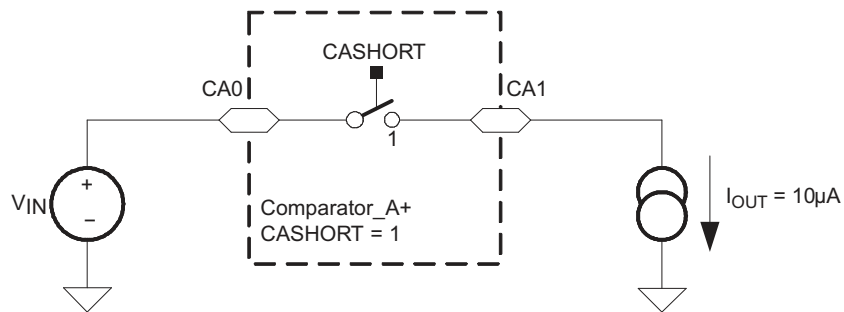 CASHORT
CA0
CA1
1
VIN
+
−
Comparator_A+
CASHORT = 1
IOUT = 10µA